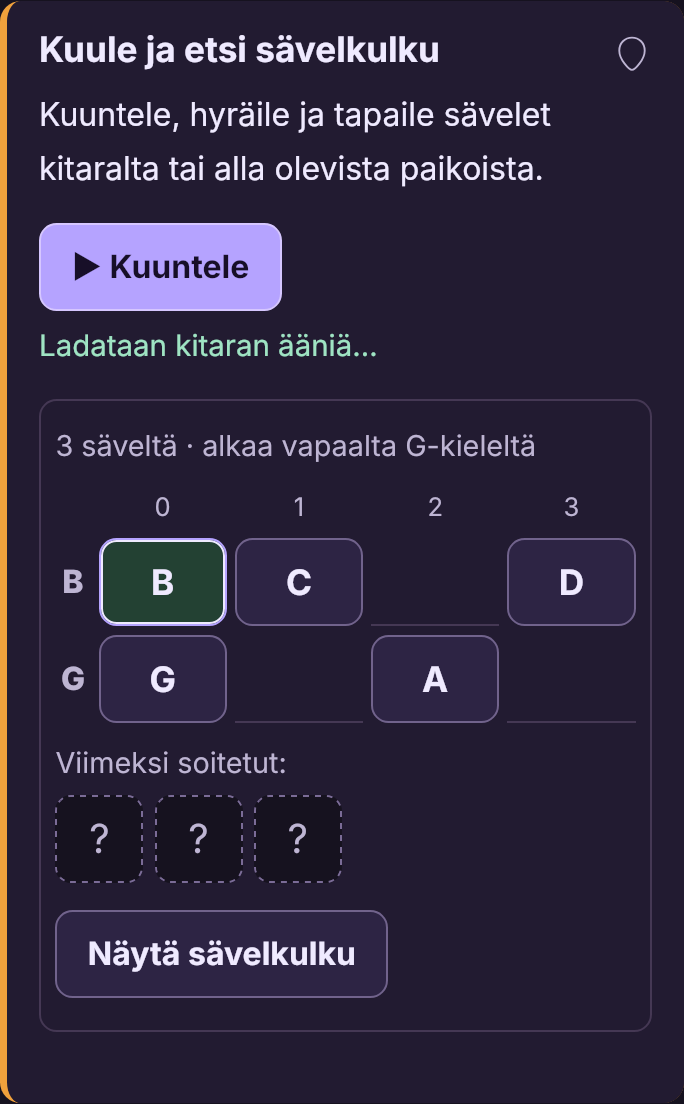 Kuule ja etsi sävelkulku
Kuuntele, hyräile ja tapaile sävelet
kitaralta tai alla olevista paikoista.
▶ Kuuntele
Ladataan kitaran ääniä…
3 säveltä · alkaa vapaalta G-kieleltä
0 1 2 3
B B C D
G G A
Viimeksi soitetut:
? ? ?
Näytä sävelkulku